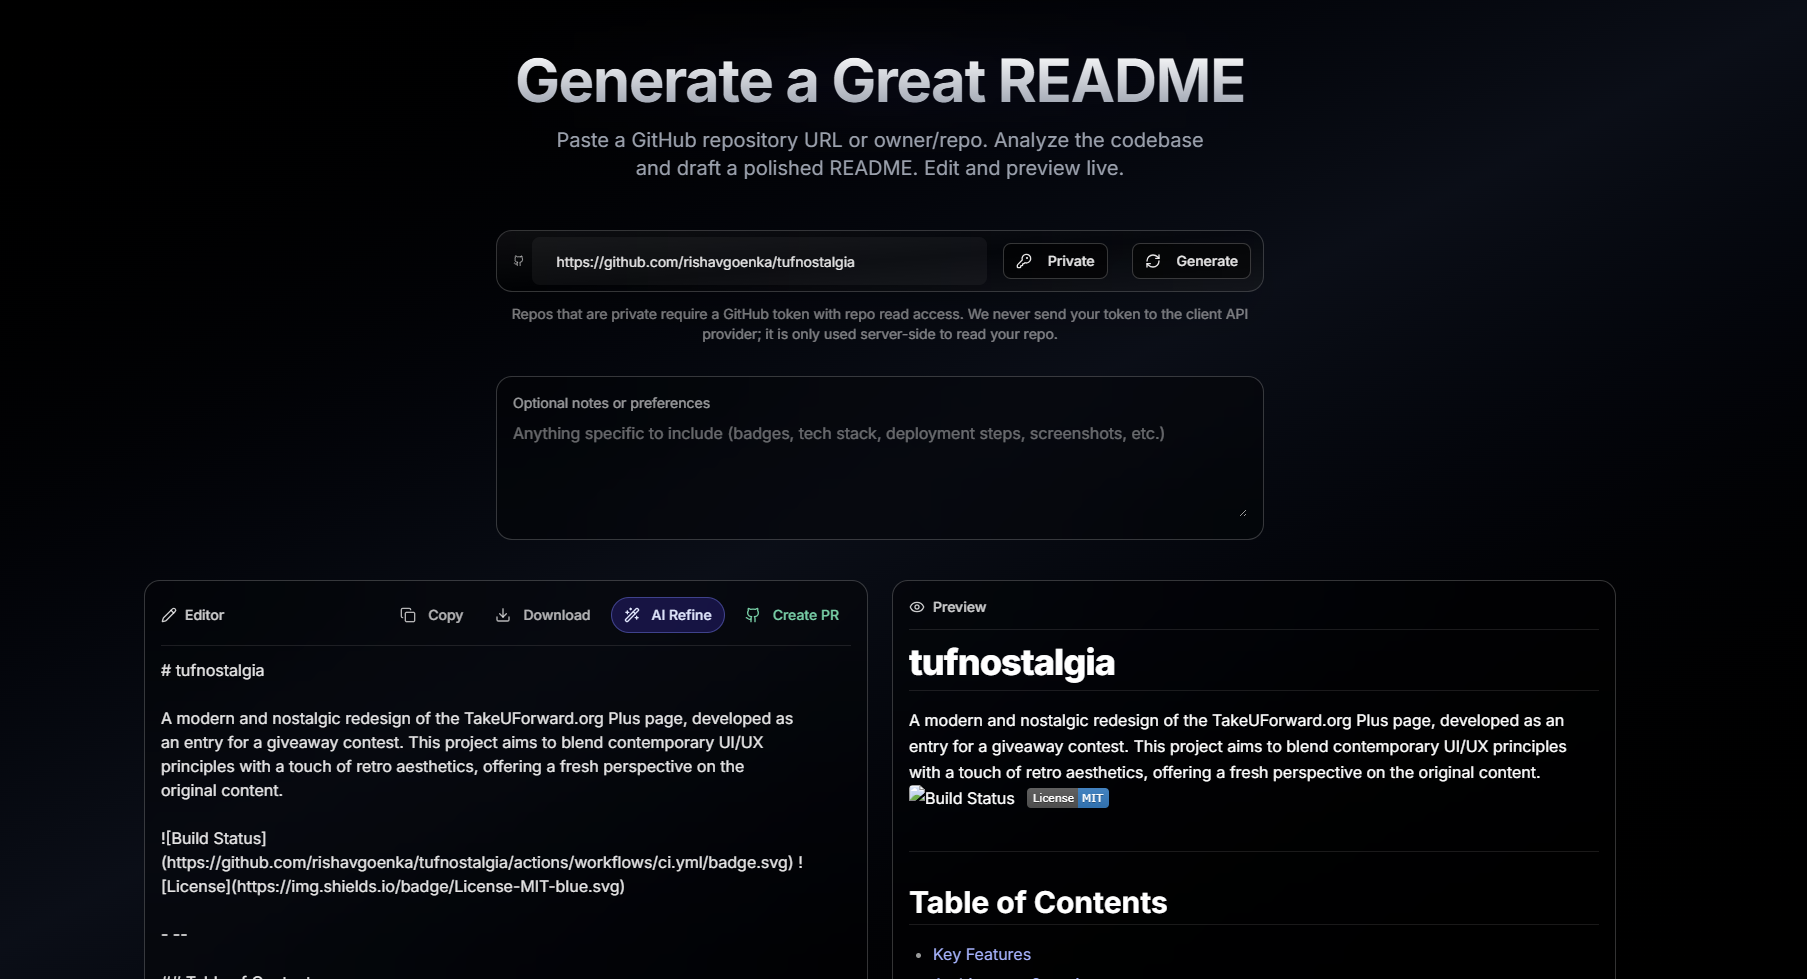 Generate a Great README
Paste a GitHub repository URL or owner/repo. Analyze the codebase
and draft a polished README. Edit and preview live.
https://github.com/rishavgoenka/tufnostalgia
Private
Generate
Repos that are private require a GitHub token with repo read access. We never send your token to the client API
provider; it is only used server-side to read your repo.
Optional notes or preferences
Anything specific to include (badges, tech stack, deployment steps, screenshots, etc.)
Editor
Copy
Download
AI Refine
Create PR
# tufnostalgia
A modern and nostalgic redesign of the TakeUForward.org Plus page, developed as
an entry for a giveaway contest. This project aims to blend contemporary UI/UX
principles with a touch of retro aesthetics, offering a fresh perspective on the
original content.
![Build Status]
(https://github.com/rishavgoenka/tufnostalgia/actions/workflows/ci.yml/badge.svg) !
[License](https://img.shields.io/badge/License-MIT-blue.svg)
- --
Preview
tufnostalgia
A modern and nostalgic redesign of the TakeUForward.org Plus page, developed as an
entry for a giveaway contest. This project aims to blend contemporary UI/UX principles
with a touch of retro aesthetics, offering a fresh perspective on the original content.
Build Status License MIT
Table of Contents
Key Features